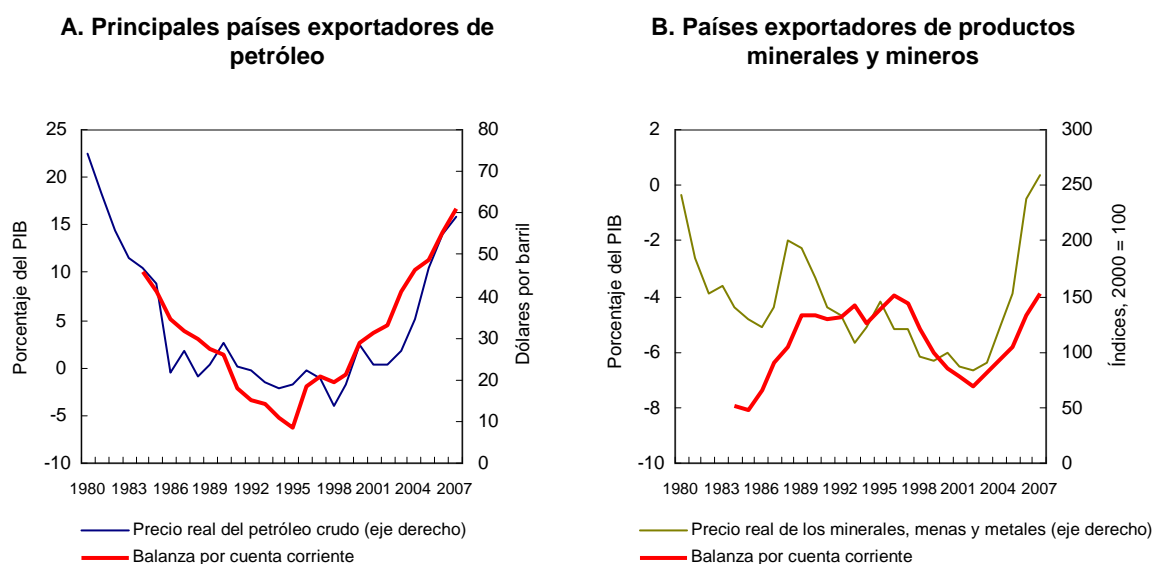 A. Principales países exportadores de
petróleo
25
20
15
10
5
0
-5
-10
Porcentaje del PIB
80
70
60
50
40
30
20
10
0
Dólares por barril
1980 1983 1986 1989 1992 1995 1998 2001 2004 2007
Precio real del petróleo crudo (eje derecho)
Balanza por cuenta corriente
B. Países exportadores de productos
minerales y mineros
2
0
-2
-4
-6
-8
-10
Porcentaje del PIB
300
250
200
150
100
50
0
Índices, 2000 = 100
1980 1983 1986 1989 1992 1995 1998 2001 2004 2007
Precio real de los minerales, menas y metales (eje derecho)
Balanza por cuenta corriente